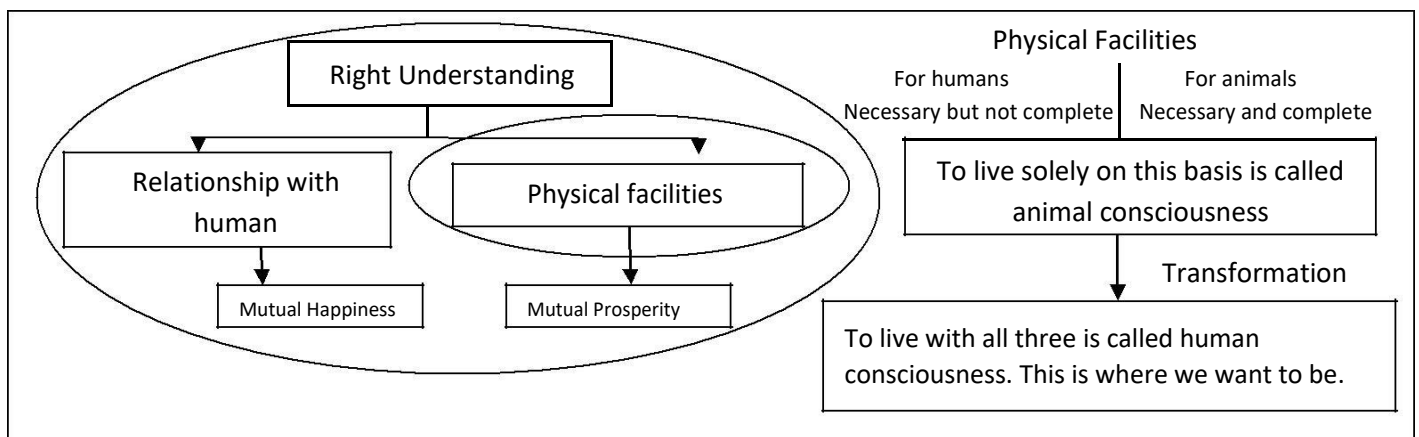 Right Understanding
Relationship with
human
Physical facilities
Mutual Happiness
Mutual Prosperity
Physical Facilities
For humans
Necessary but not complete
For animals
Necessary and complete
To live solely on this basis is called
animal consciousness
Transformation
To live with all three is called human
consciousness. This is where we want to be.